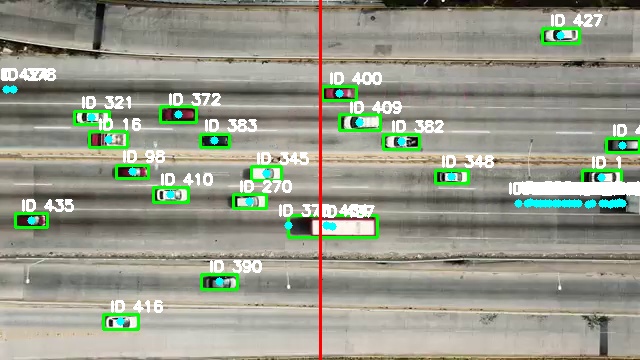 ID 427
ID 400
ID 321
ID 372
ID 409
ID 16
ID 383
ID 382
ID 98
ID 345
ID 348
ID 1
ID 410
ID 270
ID 435
ID 390
ID 416